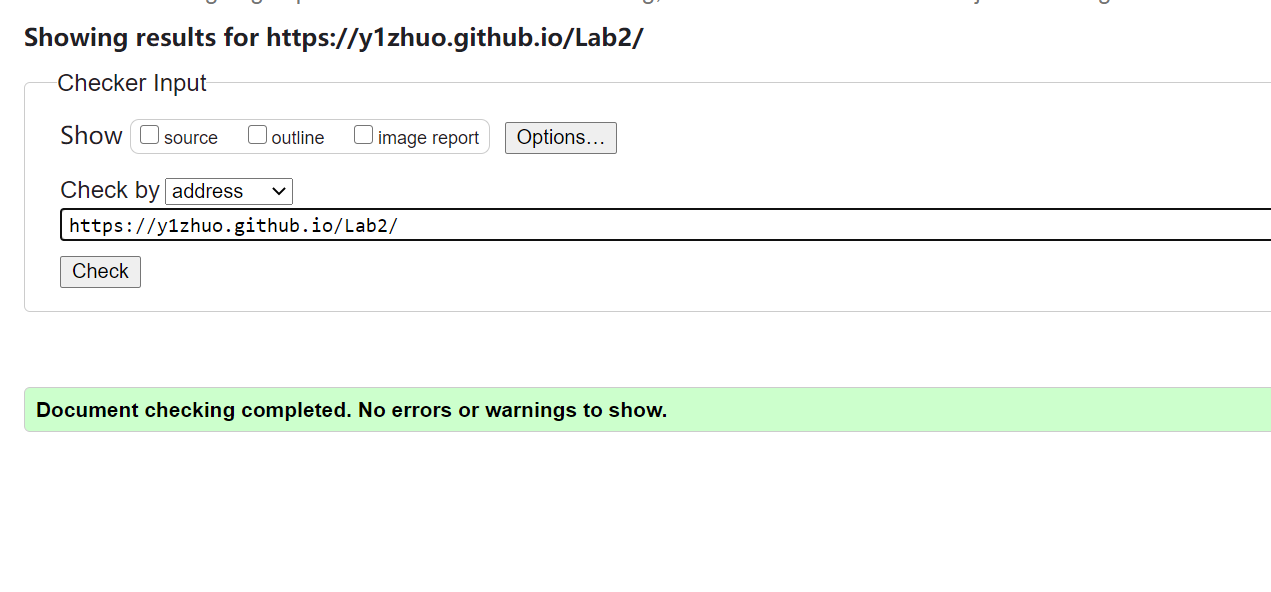 Showing results for https://y1zhuo.github.io/Lab2/
Checker Input
Show source outline image report Options...
Check by address
https://y1zhuo.github.io/Lab2/
Check
Document checking completed. No errors or warnings to show.